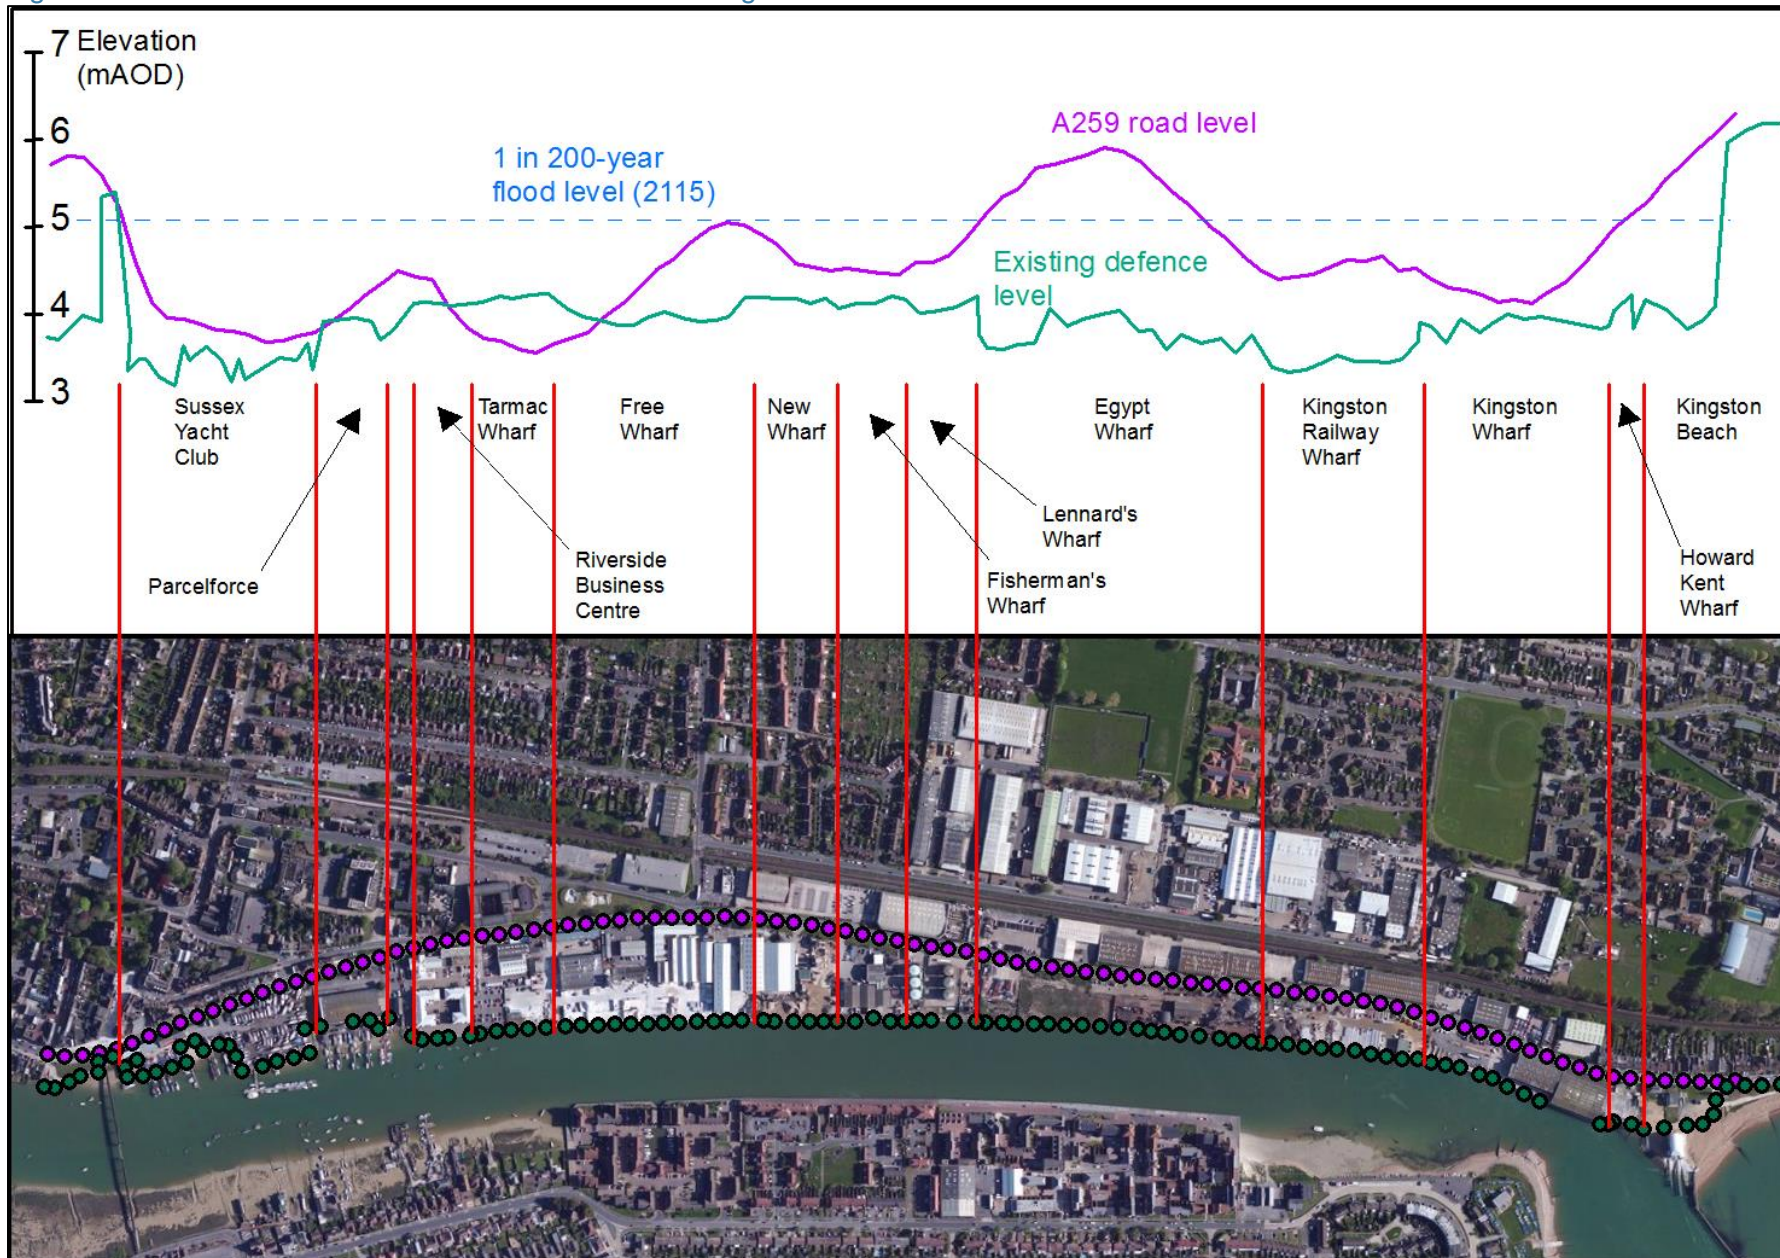 7 Elevation
(mAOD)
6
5
4
3
1 in 200-year
flood level (2115)
A259 road level
Existing defence
level
Sussex
Yacht
Club
Tarmac
Wharf
Free
Wharf
New
Wharf
Egypt
Wharf
Kingston
Railway
Wharf
Kingston
Wharf
Kingston
Beach
Parcelforce
Riverside
Business
Centre
Lennard's
Wharf
Fisherman's
Wharf
Howard
Kent
Wharf